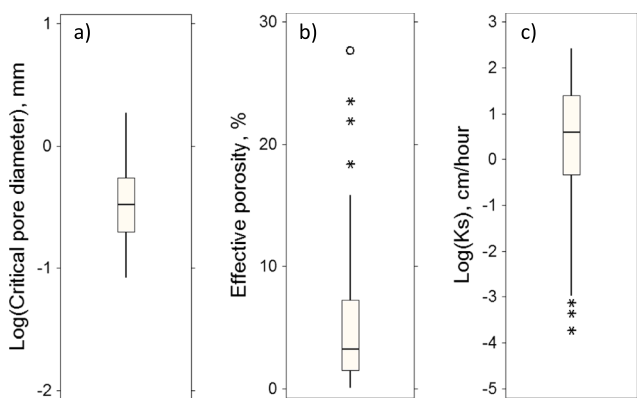 a)
Log(Critical pore diameter), mm
1
0
-1
-2
b)
Effective porosity, %
30
20
10
0
c)
Log(Ks), cm/hour
3
2
1
0
-1
-2
-3
-4
-5